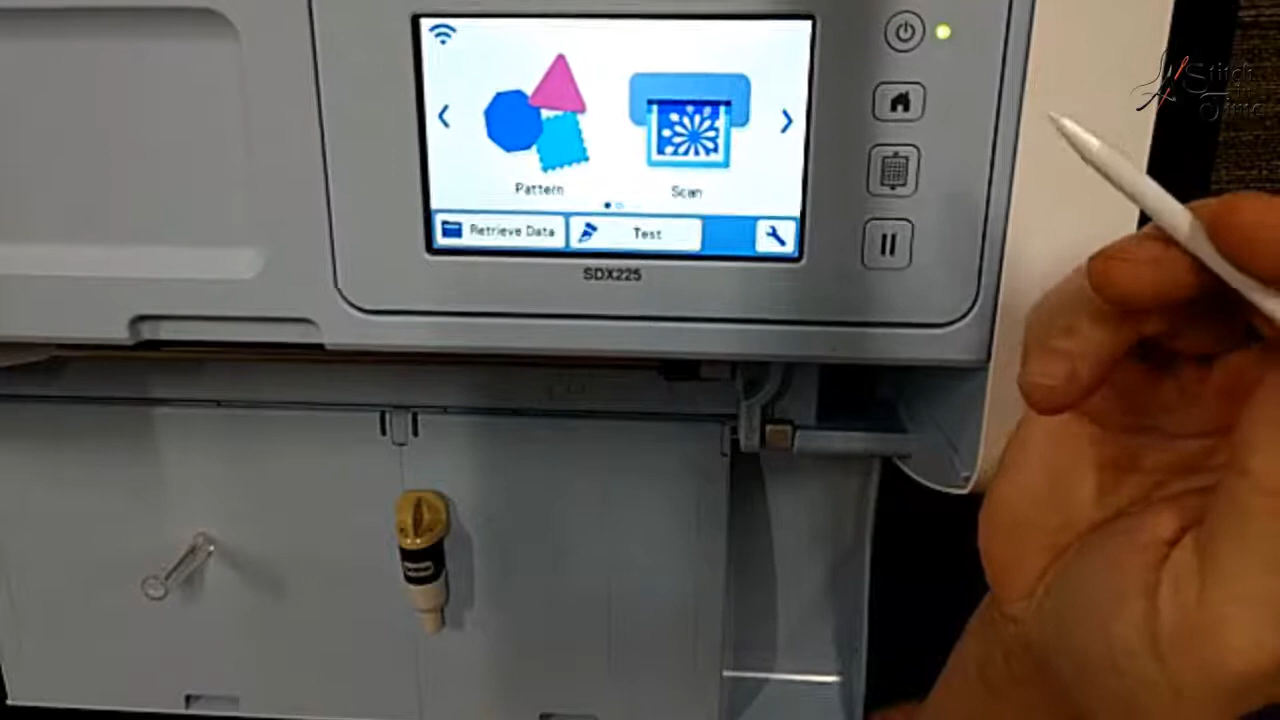 Pattern
Scan
Retrieve Data
Test
SDX225
A Stitch
In Time